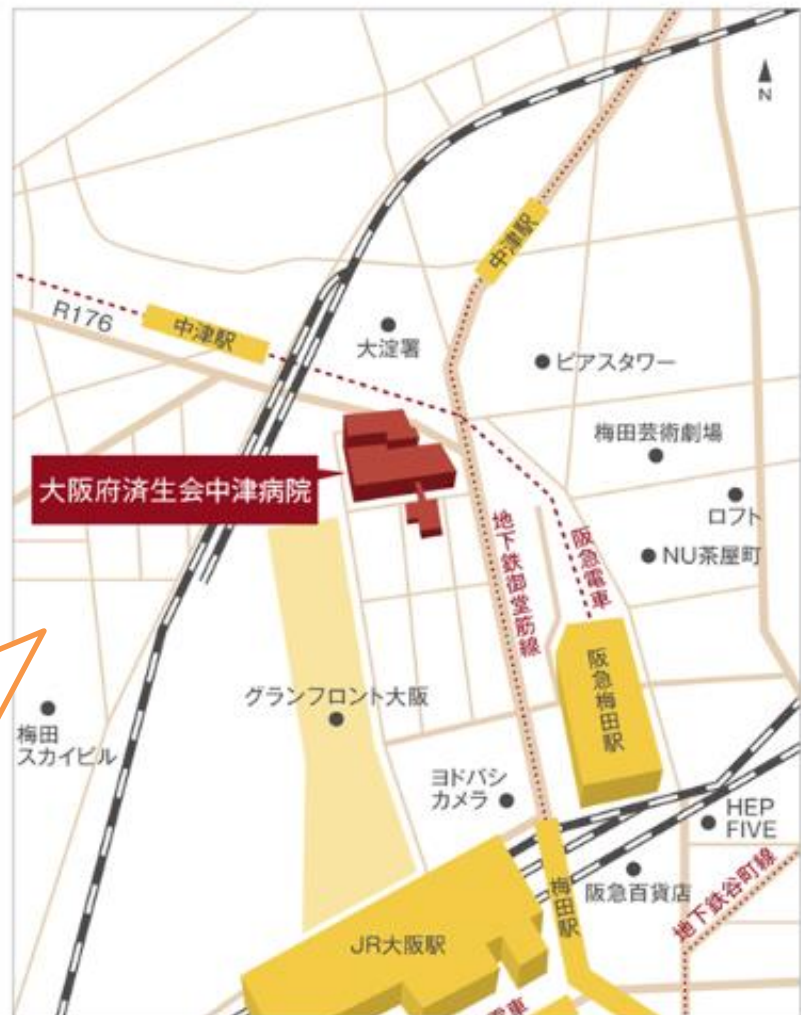 N
中津駅
R176
中津駅
大淀署
ピアスタワー
梅田芸術劇場
大阪府済生会中津病院
ロフト
地下鉄御堂筋線
阪急電車
NU茶屋町
阪急梅田駅
グランフロント大阪
梅田
スカイビル
ヨドバシ
カメラ
HEP
FIVE
阪急百貨店
梅田駅
地下鉄谷町線
JR大阪駅
電車